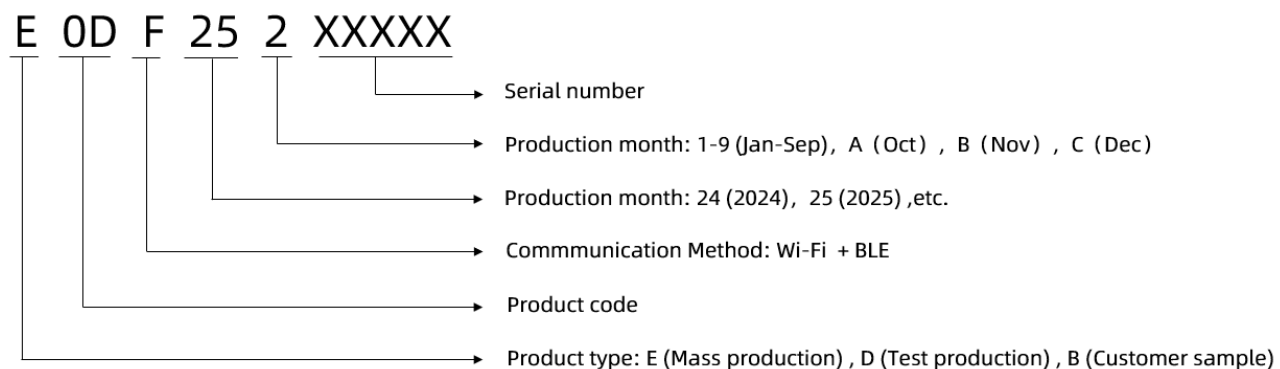 E 0D F 25 2 XXXXX
Serial number
Production month: 1-9 (Jan-Sep), A (Oct) , B (Nov) , C (Dec)
Production month: 24 (2024), 25 (2025) ,etc.
Commmunication Method: Wi-Fi + BLE
Product code
Product type: E (Mass production) , D (Test production) , B (Customer sample)